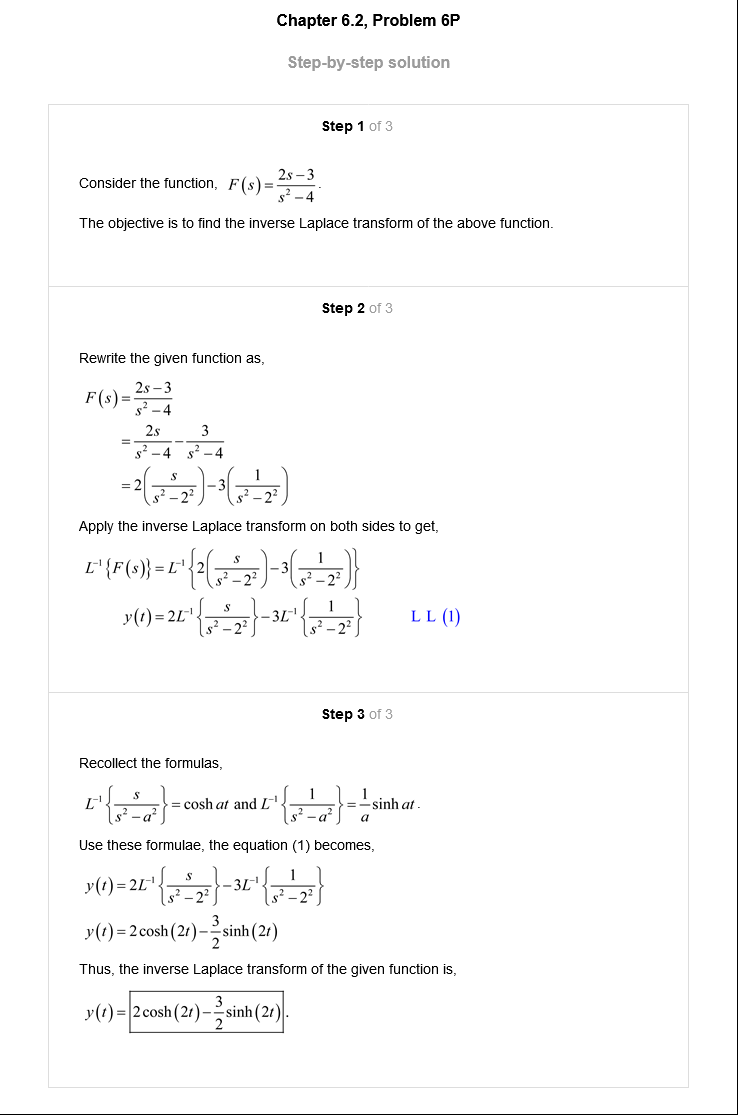 Chapter 6.2, Problem 6P
Step-by-step solution
Step 1 of 3
Consider the function, F(s)=\frac{2s-3}{s^2-4}.
The objective is to find the inverse Laplace transform of the above function.
Step 2 of 3
Rewrite the given function as,
F(s)=\frac{2s-3}{s^2-4}
=\frac{2s}{s^2-4}-\frac{3}{s^2-4}
=2\left(\frac{s}{s^2-2^2}\right)-3\left(\frac{1}{s^2-2^2}\right)
Apply the inverse Laplace transform on both sides to get,
L^{-1}\{F(s)\}=L^{-1}\left\{2\left(\frac{s}{s^2-2^2}\right)-3\left(\frac{1}{s^2-2^2}\right)\right\}
y(t)=2L^{-1}\left\{\frac{s}{s^2-2^2}\right\}-3L^{-1}\left\{\frac{1}{s^2-2^2}\right\} L L (1)
Step 3 of 3
Recollect the formulas,
L^{-1}\left\{\frac{s}{s^2-a^2}\right\}=cosh at and L^{-1}\left\{\frac{1}{s^2-a^2}\right\}=\frac{1}{a}sinh at.
Use these formulae, the equation (1) becomes,
y(t)=2L^{-1}\left\{\frac{s}{s^2-2^2}\right\}-3L^{-1}\left\{\frac{1}{s^2-2^2}\right\}
y(t)=2cosh(2t)-\frac{3}{2}sinh(2t)
Thus, the inverse Laplace transform of the given function is,
y(t)=2cosh(2t)-\frac{3}{2}sinh(2t).